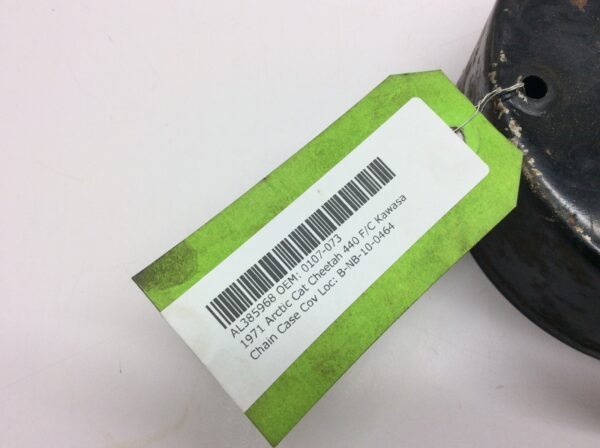 AL385968 OEM: 0107-073
1971 Arctic Cat Cheetah 440 F/C Kawasa
Chain Case Cov Loc: B-NB-10-0464